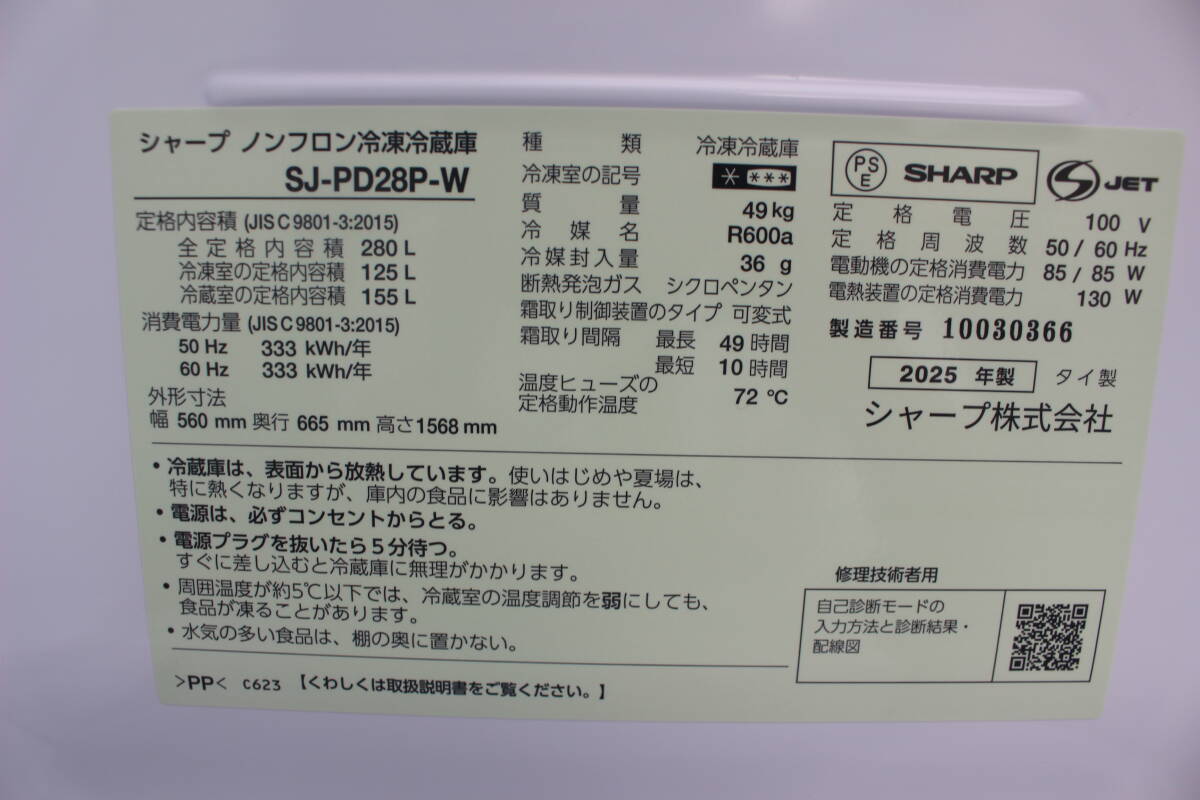 シャープ ノンフロン冷凍冷蔵庫
SJ-PD28P-W
定格内容積 (JIS C 9801-3:2015)
全定格内容積 280 L
冷凍室の定格内容積 125 L
冷蔵室の定格内容積 155 L
消費電力量 (JIS C 9801-3:2015)
50 Hz 333 kWh/年
60 Hz 333 kWh/年
外形寸法
幅 560 mm 奥行 665 mm 高さ 1568 mm
種類 冷凍冷蔵庫
冷凍室の記号 * ***
質量 49 kg
冷媒名 R600a
冷媒封入量 36 g
断熱発泡ガス シクロペンタン
霜取り制御装置のタイプ 可変式
霜取り間隔 最長 49 時間
最短 10 時間
温度ヒューズの
定格動作温度 72 ℃
PS
E
SHARP
JET
定格電圧 100 V
定格周波数 50 / 60 Hz
電動機の定格消費電力 85 / 85 W
電熱装置の定格消費電力 130 W
製造番号 10030366
2025 年製 タイ製
シャープ株式会社
• 冷蔵庫は、表面から放熱しています。使いはじめや夏場は、
特に熱くなりますが、庫内の食品に影響はありません。
• 電源は、必ずコンセントからとる。
• 電源プラグを抜いたら5分待つ。
すぐに差し込むと冷蔵庫に無理がかかります。
• 周囲温度が約5℃以下では、冷蔵室の温度調節を弱にしても、
食品が凍ることがあります。
• 水気の多い食品は、棚の奥に置かない。
>PP< C623 【くわしくは取扱説明書をご覧ください。】
修理技術者用
自己診断モードの
入力方法と診断結果・
配線図